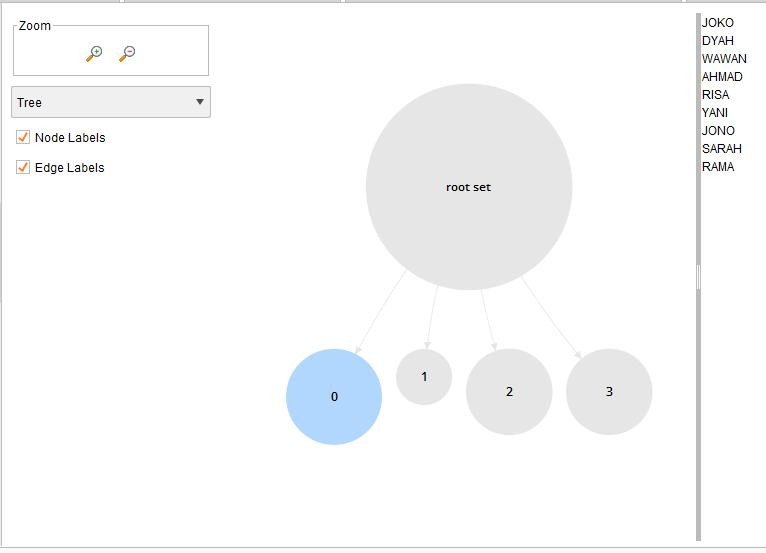 Zoom
Tree
Node Labels
Edge Labels
root set
0
1
2
3
JOKO
DYAH
WAWAN
AHMAD
RISA
YANI
JONO
SARAH
RAMA